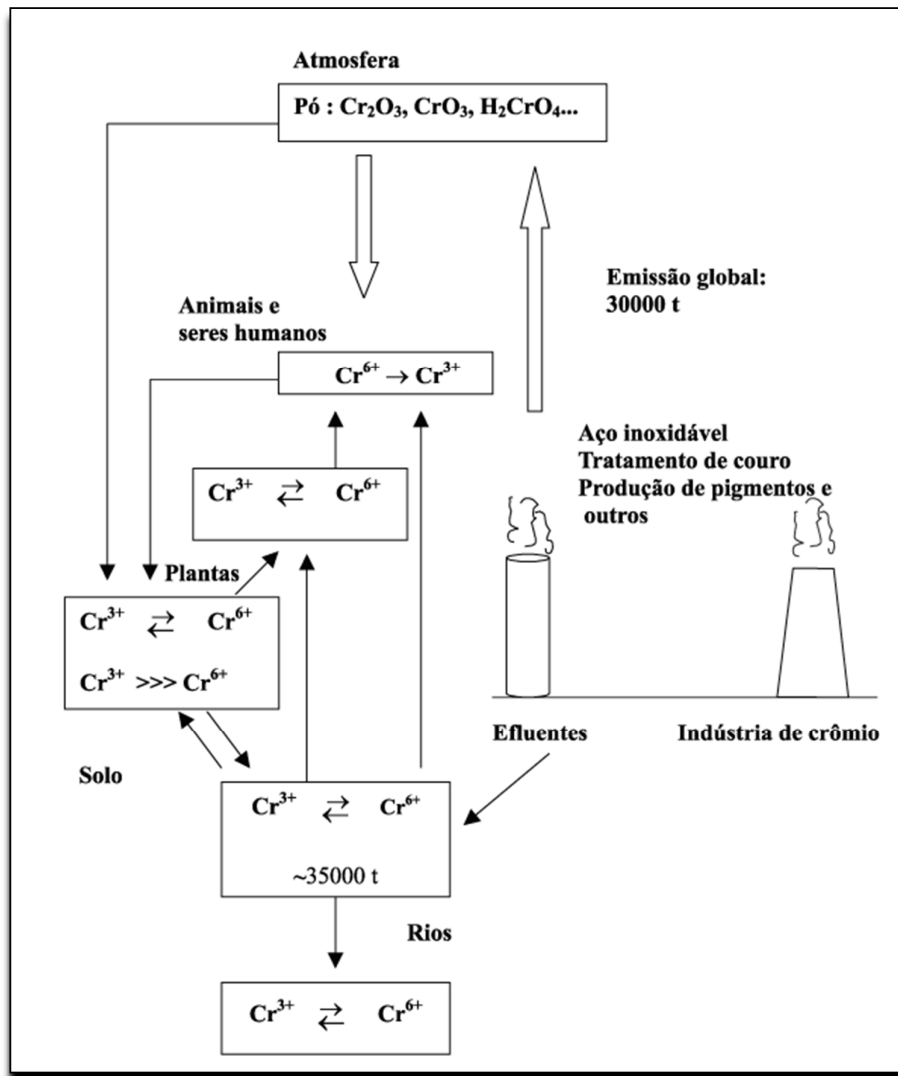 Atmosfera
Pó : Cr₂O₃, CrO₃, H₂CrO₄...
Emissão global:
30000 t
Animais e
seres humanos
Cr⁶⁺ → Cr³⁺
Aço inoxidável
Tratamento de couro
Produção de pigmentos e
outros
Cr³⁺ ⇄ Cr⁶⁺
Plantas
Cr³⁺ ⇄ Cr⁶⁺
Cr³⁺ >>> Cr⁶⁺
Efluentes
Indústria de crômio
Solo
Cr³⁺ ⇄ Cr⁶⁺
~35000 t
Rios
Cr³⁺ ⇄ Cr⁶⁺